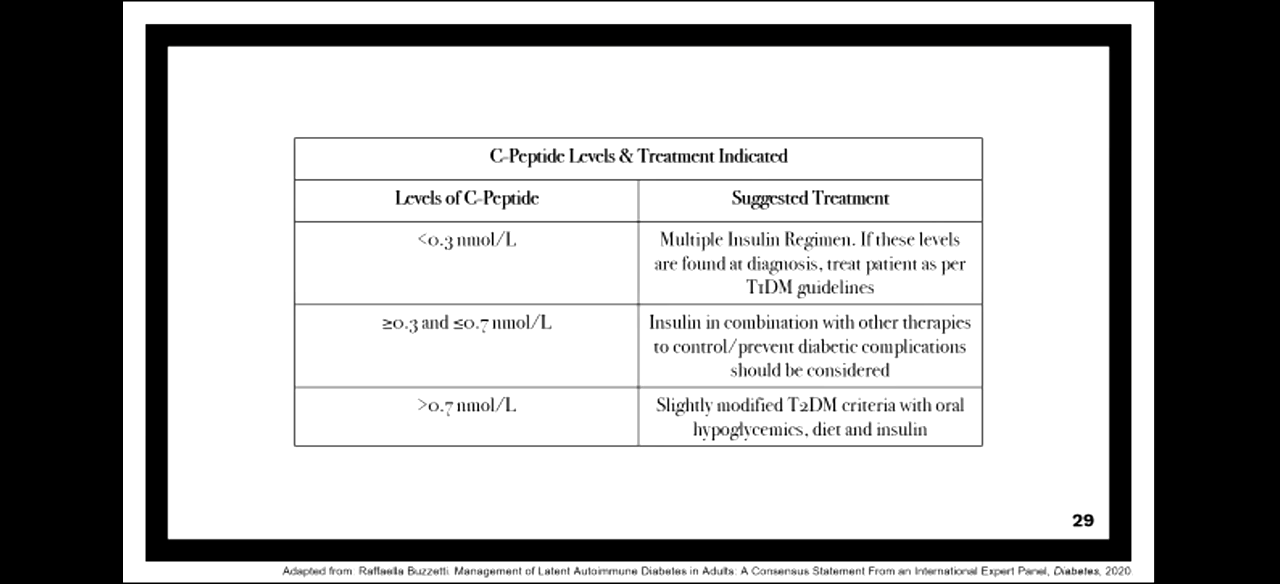 C-Peptide Levels & Treatment Indicated
Levels of C-Peptide
Suggested Treatment
<0.3 nmol/L
Multiple Insulin Regimen. If these levels
are found at diagnosis, treat patient as per
T1DM guidelines
≥0.3 and ≤0.7 nmol/L
Insulin in combination with other therapies
to control/prevent diabetic complications
should be considered
>0.7 nmol/L
Slightly modified T2DM criteria with oral
hypoglycemics, diet and insulin
29
Adapted from: Raffaella Buzzetti. Management of Latent Autoimmune Diabetes in Adults: A Consensus Statement From an International Expert Panel, Diabetes, 2020